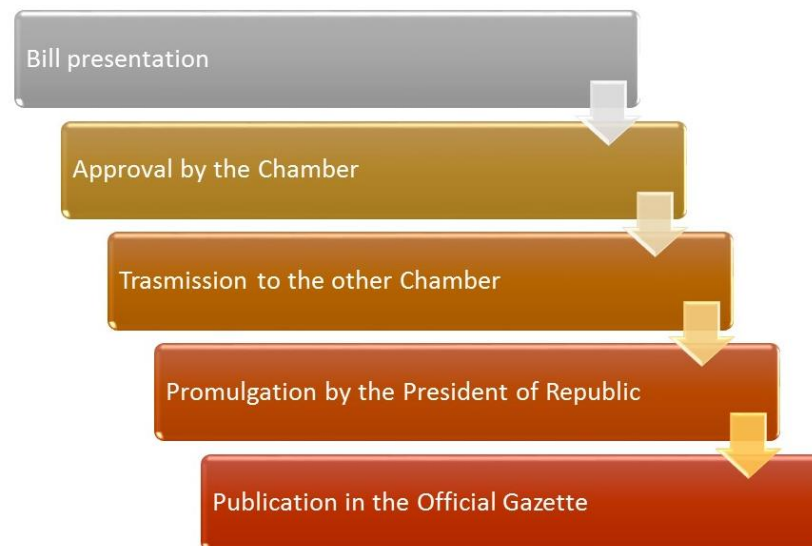 Bill presentation
Approval by the Chamber
Trasmission to the other Chamber
Promulgation by the President of Republic
Publication in the Official Gazette